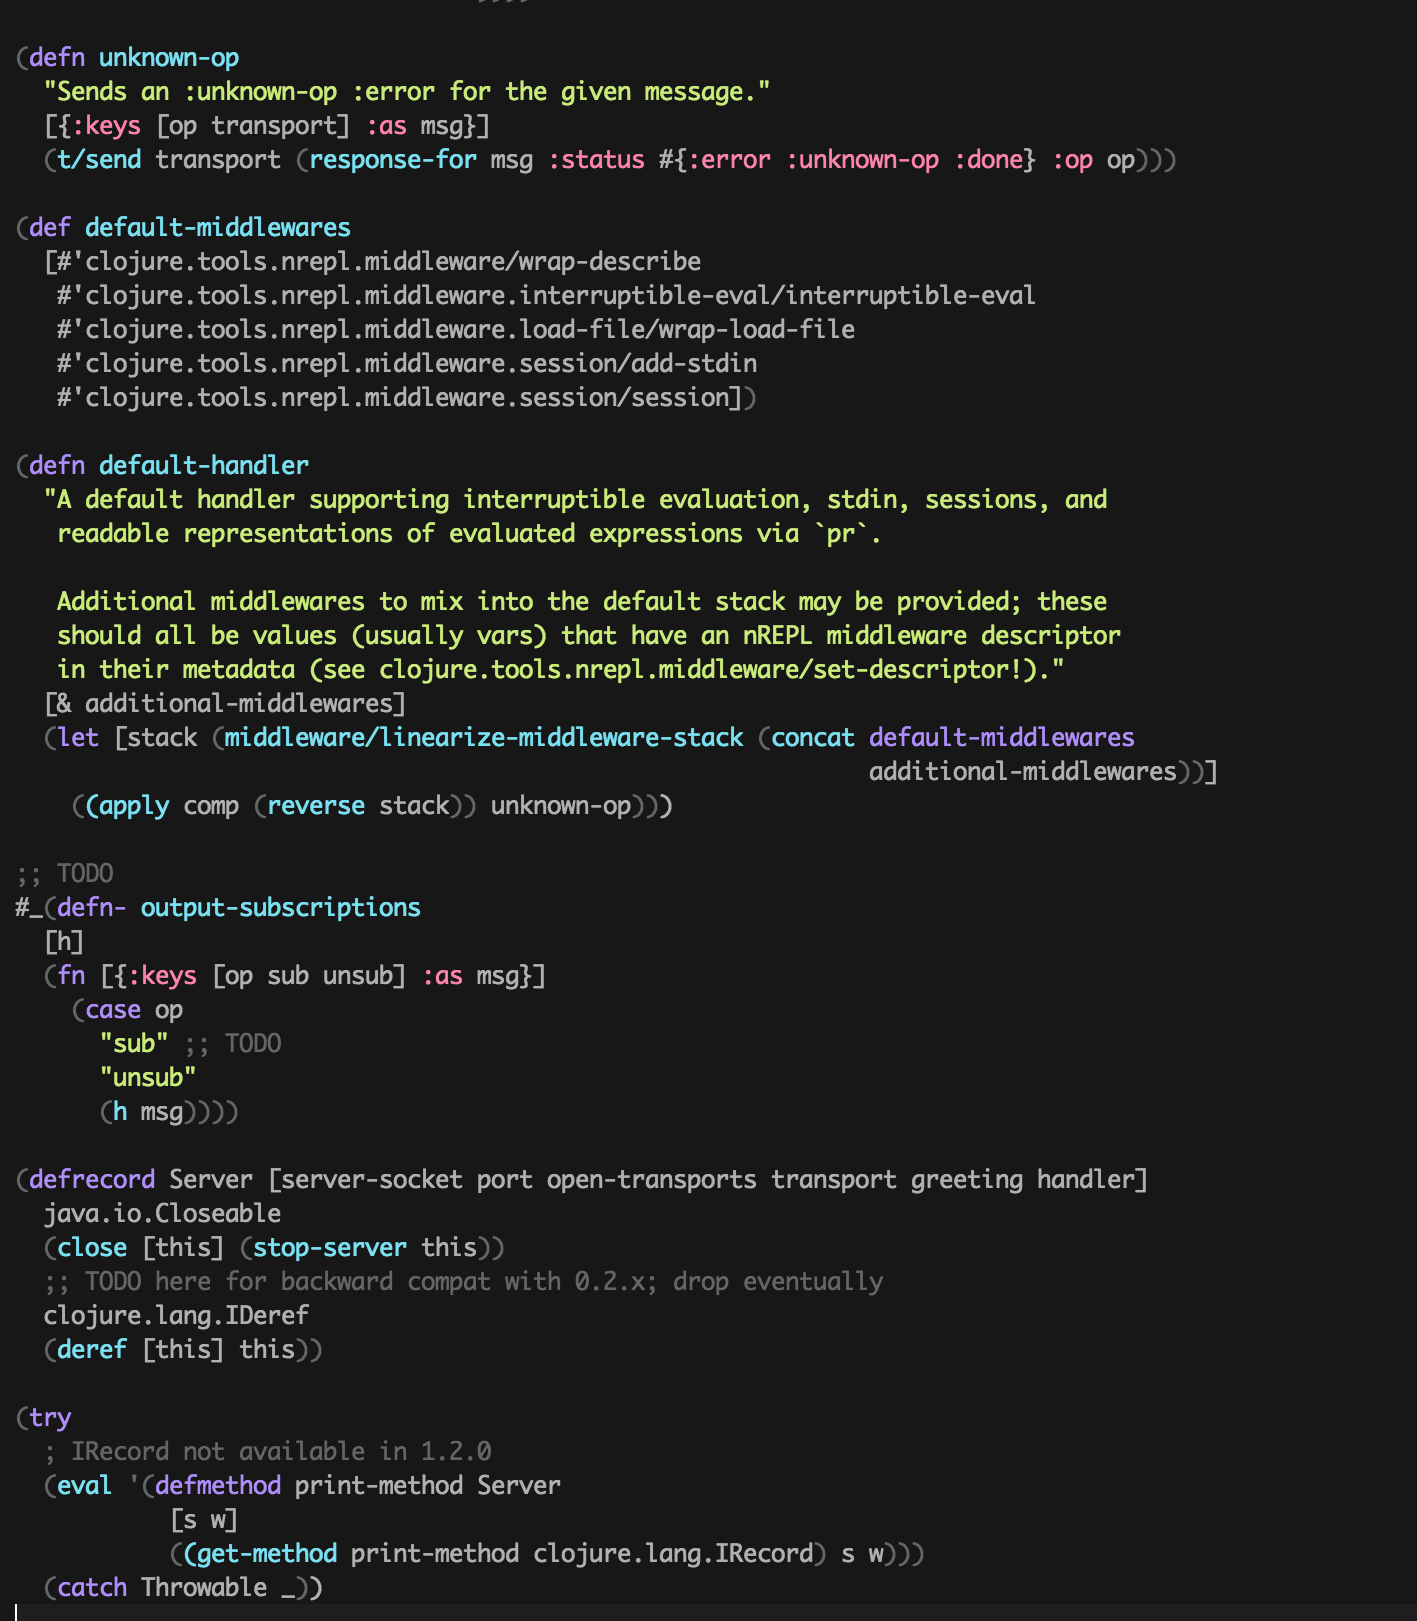 (defn unknown-op
  "Sends an :unknown-op :error for the given message."
  [{:keys [op transport] :as msg}]
  (t/send transport (response-for msg :status #{:error :unknown-op :done} :op op)))

(def default-middlewares
  [#'clojure.tools.nrepl.middleware/wrap-describe
   #'clojure.tools.nrepl.middleware.interruptible-eval/interruptible-eval
   #'clojure.tools.nrepl.middleware.load-file/wrap-load-file
   #'clojure.tools.nrepl.middleware.session/add-stdin
   #'clojure.tools.nrepl.middleware.session/session])

(defn default-handler
  "A default handler supporting interruptible evaluation, stdin, sessions, and
   readable representations of evaluated expressions via `pr`.

   Additional middlewares to mix into the default stack may be provided; these
   should all be values (usually vars) that have an nREPL middleware descriptor
   in their metadata (see clojure.tools.nrepl.middleware/set-descriptor!)."
  [& additional-middlewares]
  (let [stack (middleware/linearize-middleware-stack (concat default-middlewares
                                                             additional-middlewares))]
    ((apply comp (reverse stack)) unknown-op)))

;; TODO
#_(defn- output-subscriptions
  [h]
  (fn [{:keys [op sub unsub] :as msg}]
    (case op
      "sub" ;; TODO
      "unsub"
      (h msg))))

(defrecord Server [server-socket port open-transports transport greeting handler]
  java.io.Closeable
  (close [this] (stop-server this))
  ;; TODO here for backward compat with 0.2.x; drop eventually
  clojure.lang.IDeref
  (deref [this] this))

(try
  ; IRecord not available in 1.2.0
  (eval '(defmethod print-method Server
           [s w]
           ((get-method print-method clojure.lang.IRecord) s w)))
  (catch Throwable _))